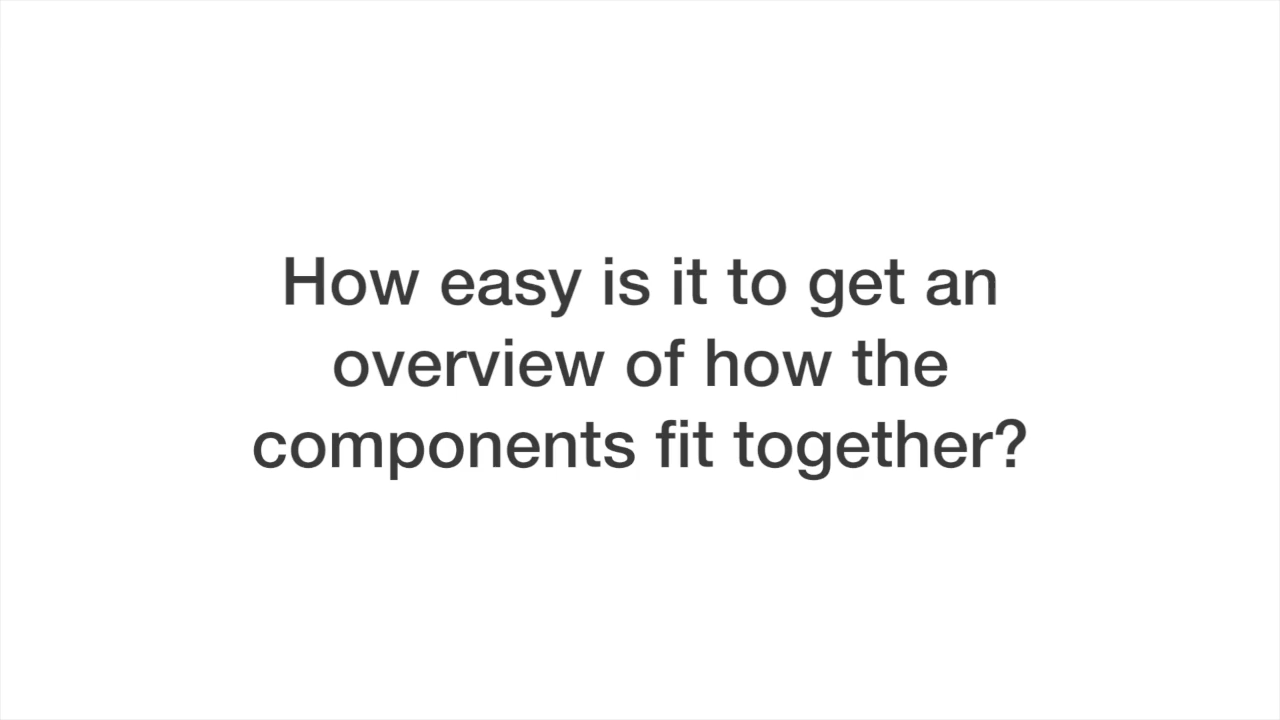 How easy is it to get an
overview of how the
components fit together?